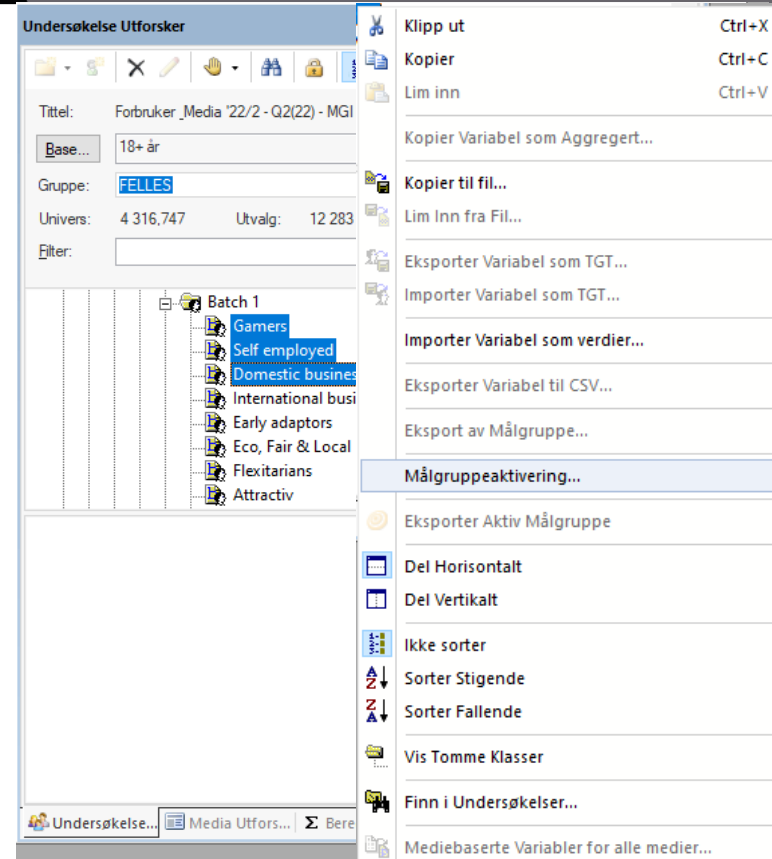 Undersøkelse Utforsker
Tittel: Forbruker_Media '22/2 - Q2(22) - MGI
Base... 18+ år
Gruppe: FELLES
Univers: 4 316,747 Utvalg: 12 283
Filter:
Batch 1
Gamers
Self employed
Domestic busines
International busi
Early adaptors
Eco, Fair & Local
Flexitarians
Attractiv
Undersøkelse... Media Utfors... Σ Bere
Klipp ut Ctrl+X
Kopier Ctrl+C
Lim inn Ctrl+V
Kopier Variabel som Aggregert...
Kopier til fil...
Lim Inn fra Fil...
Eksporter Variabel som TGT...
Importer Variabel som TGT...
Importer Variabel som verdier...
Eksporter Variabel til CSV...
Eksport av Målgruppe...
Målgruppeaktivering...
Eksporter Aktiv Målgruppe
Del Horisontalt
Del Vertikalt
Ikke sorter
Sorter Stigende
Sorter Fallende
Vis Tomme Klasser
Finn i Undersøkelser...
Mediebaserte Variabler for alle medier...